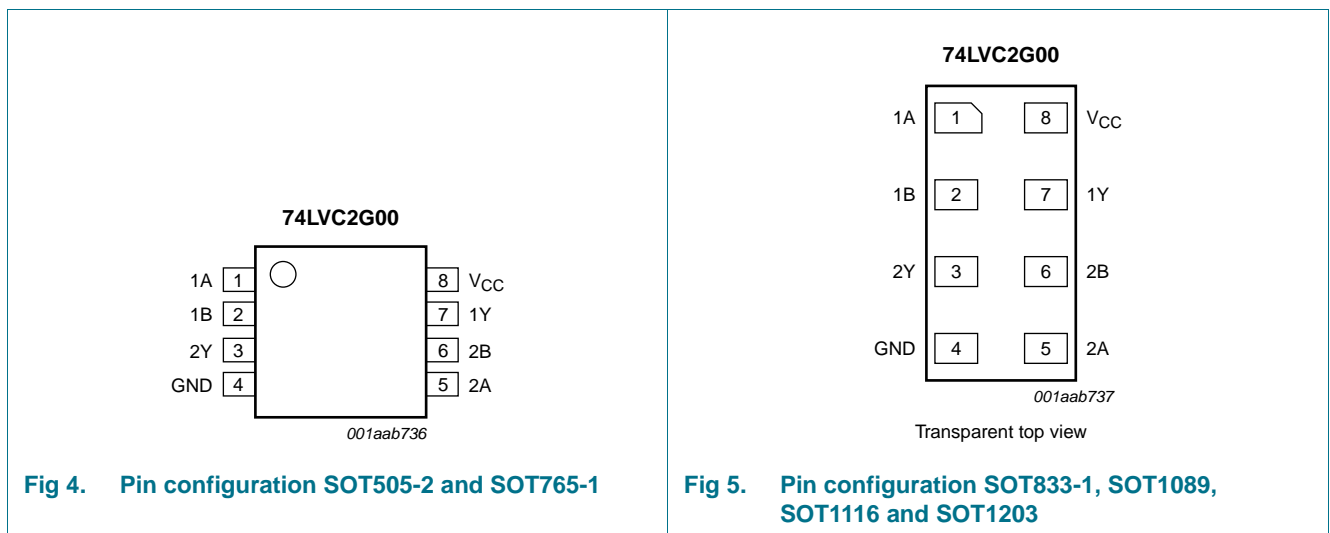 74LVC2G00
1A 1 8 VCC
1B 2 7 1Y
2Y 3 6 2B
GND 4 5 2A
001aab736
Fig 4. Pin configuration SOT505-2 and SOT765-1
74LVC2G00
1A 1 8 VCC
1B 2 7 1Y
2Y 3 6 2B
GND 4 5 2A
001aab737
Transparent top view
Fig 5. Pin configuration SOT833-1, SOT1089,
SOT1116 and SOT1203